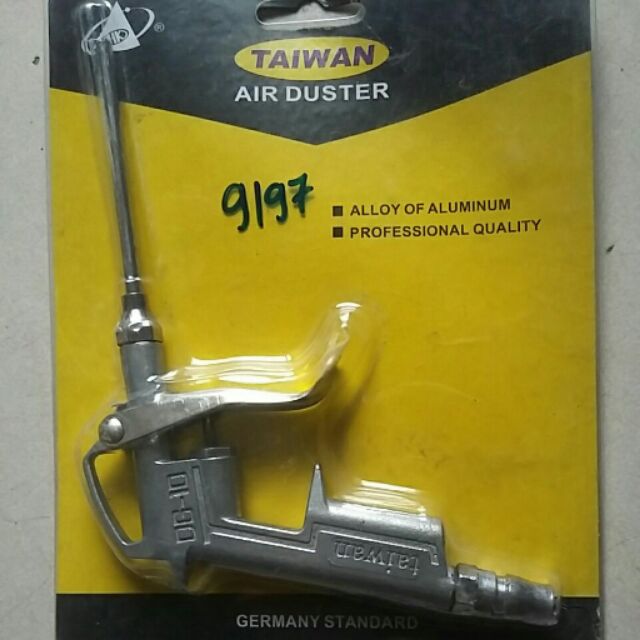 TAIWAN
AIR DUSTER
9197
■ ALLOY OF ALUMINUM
■ PROFESSIONAL QUALITY
DG-10
taiwan
GERMANY STANDARD
®